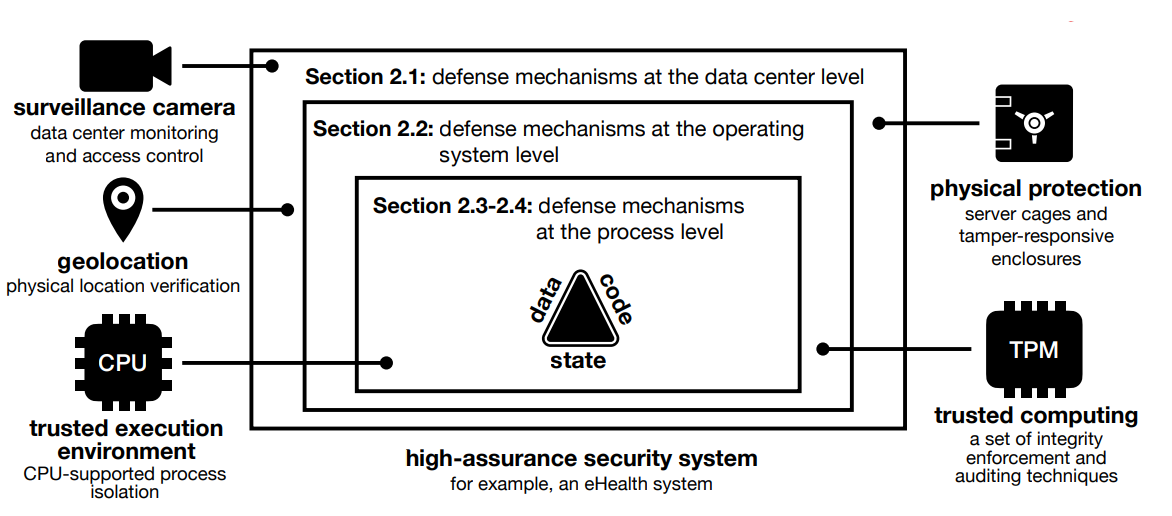 surveillance camera
data center monitoring
and access control
geolocation
physical location verification
CPU
trusted execution
environment
CPU-supported process
isolation
Section 2.1: defense mechanisms at the data center level
Section 2.2: defense mechanisms at the operating
system level
Section 2.3-2.4: defense mechanisms
at the process level
data
code
state
high-assurance security system
for example, an eHealth system
physical protection
server cages and
tamper-responsive
enclosures
TPM
trusted computing
a set of integrity
enforcement and
auditing techniques